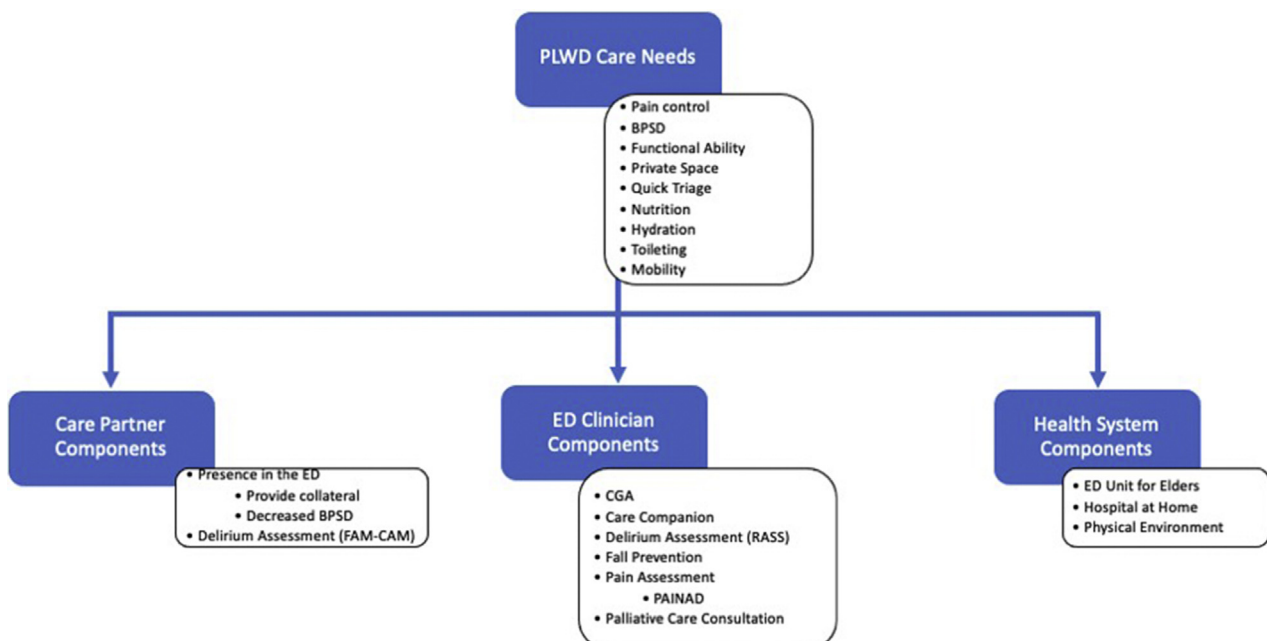 PLWD Care Needs
• Pain control
• BPSD
• Functional Ability
• Private Space
• Quick Triage
• Nutrition
• Hydration
• Toileting
• Mobility
Care Partner
Components
• Presence in the ED
• Provide collateral
• Decreased BPSD
• Delirium Assessment (FAM-CAM)
ED Clinician
Components
• CGA
• Care Companion
• Delirium Assessment (RASS)
• Fall Prevention
• Pain Assessment
• PAINAD
• Palliative Care Consultation
Health System
Components
• ED Unit for Elders
• Hospital at Home
• Physical Environment